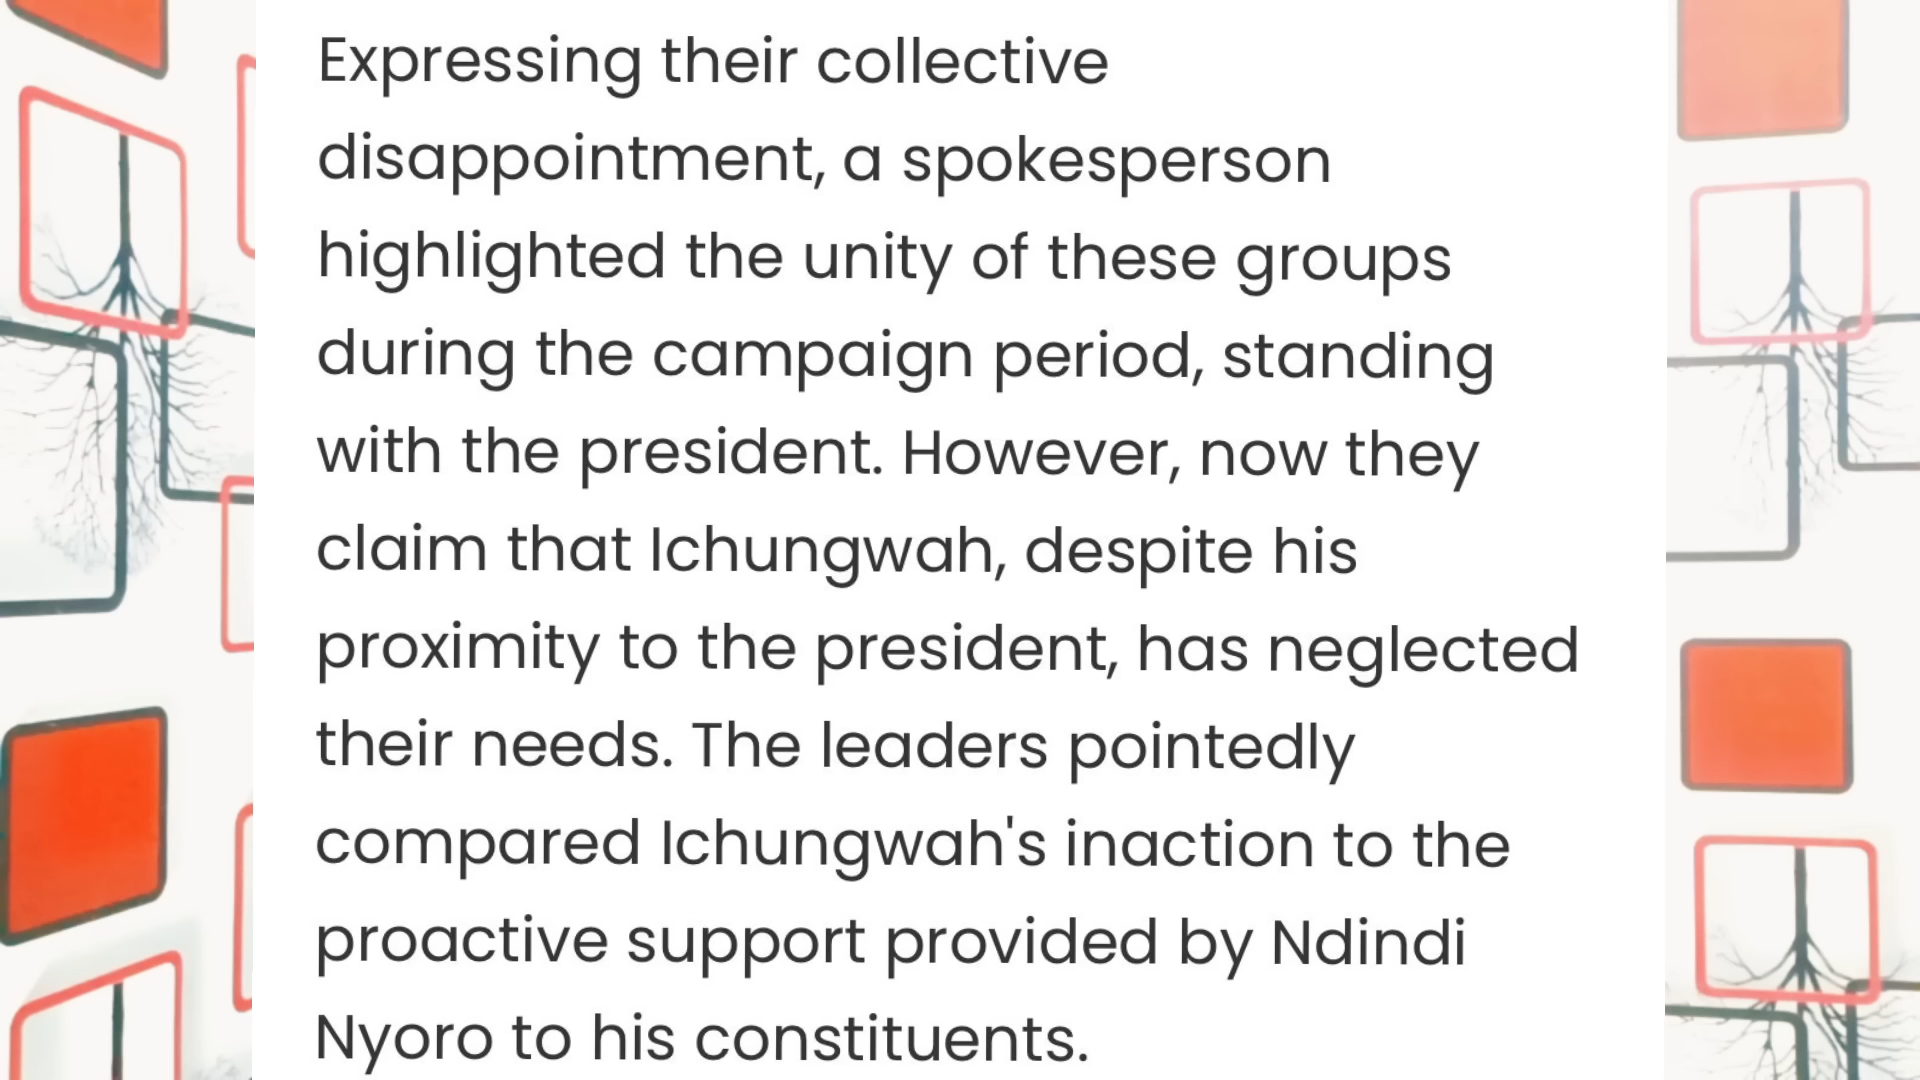 Expressing their collective
disappointment, a spokesperson
highlighted the unity of these groups
during the campaign period, standing
with the president. However, now they
claim that Ichungwah, despite his
proximity to the president, has neglected
their needs. The leaders pointedly
compared Ichungwah's inaction to the
proactive support provided by Ndindi
Nyoro to his constituents.